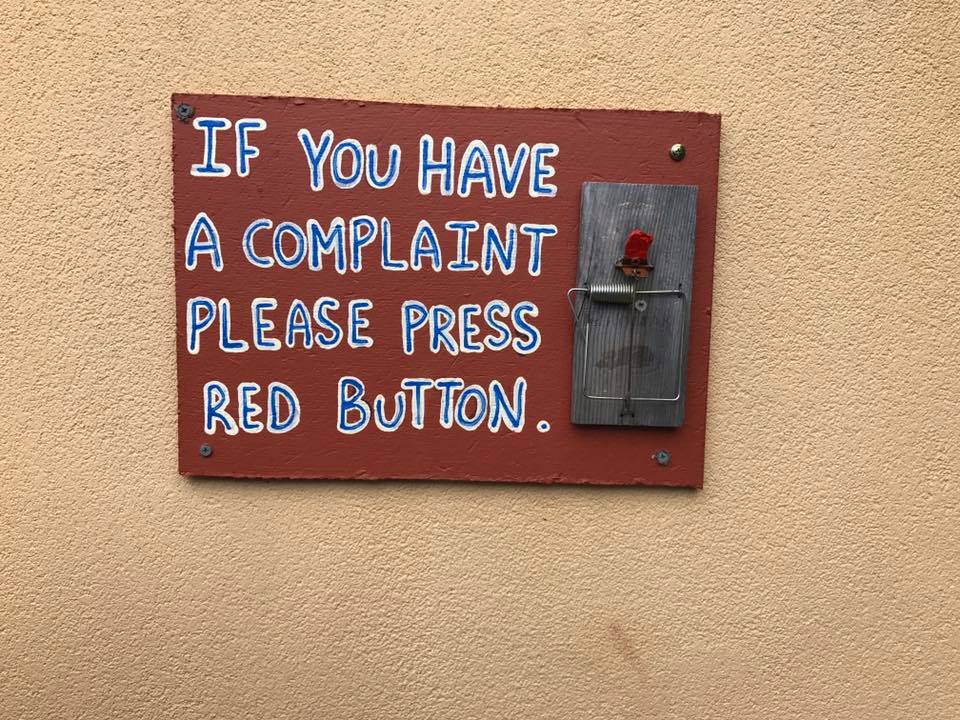 IF YOU HAVE
A COMPLAINT
PLEASE PRESS
RED BUTTON.